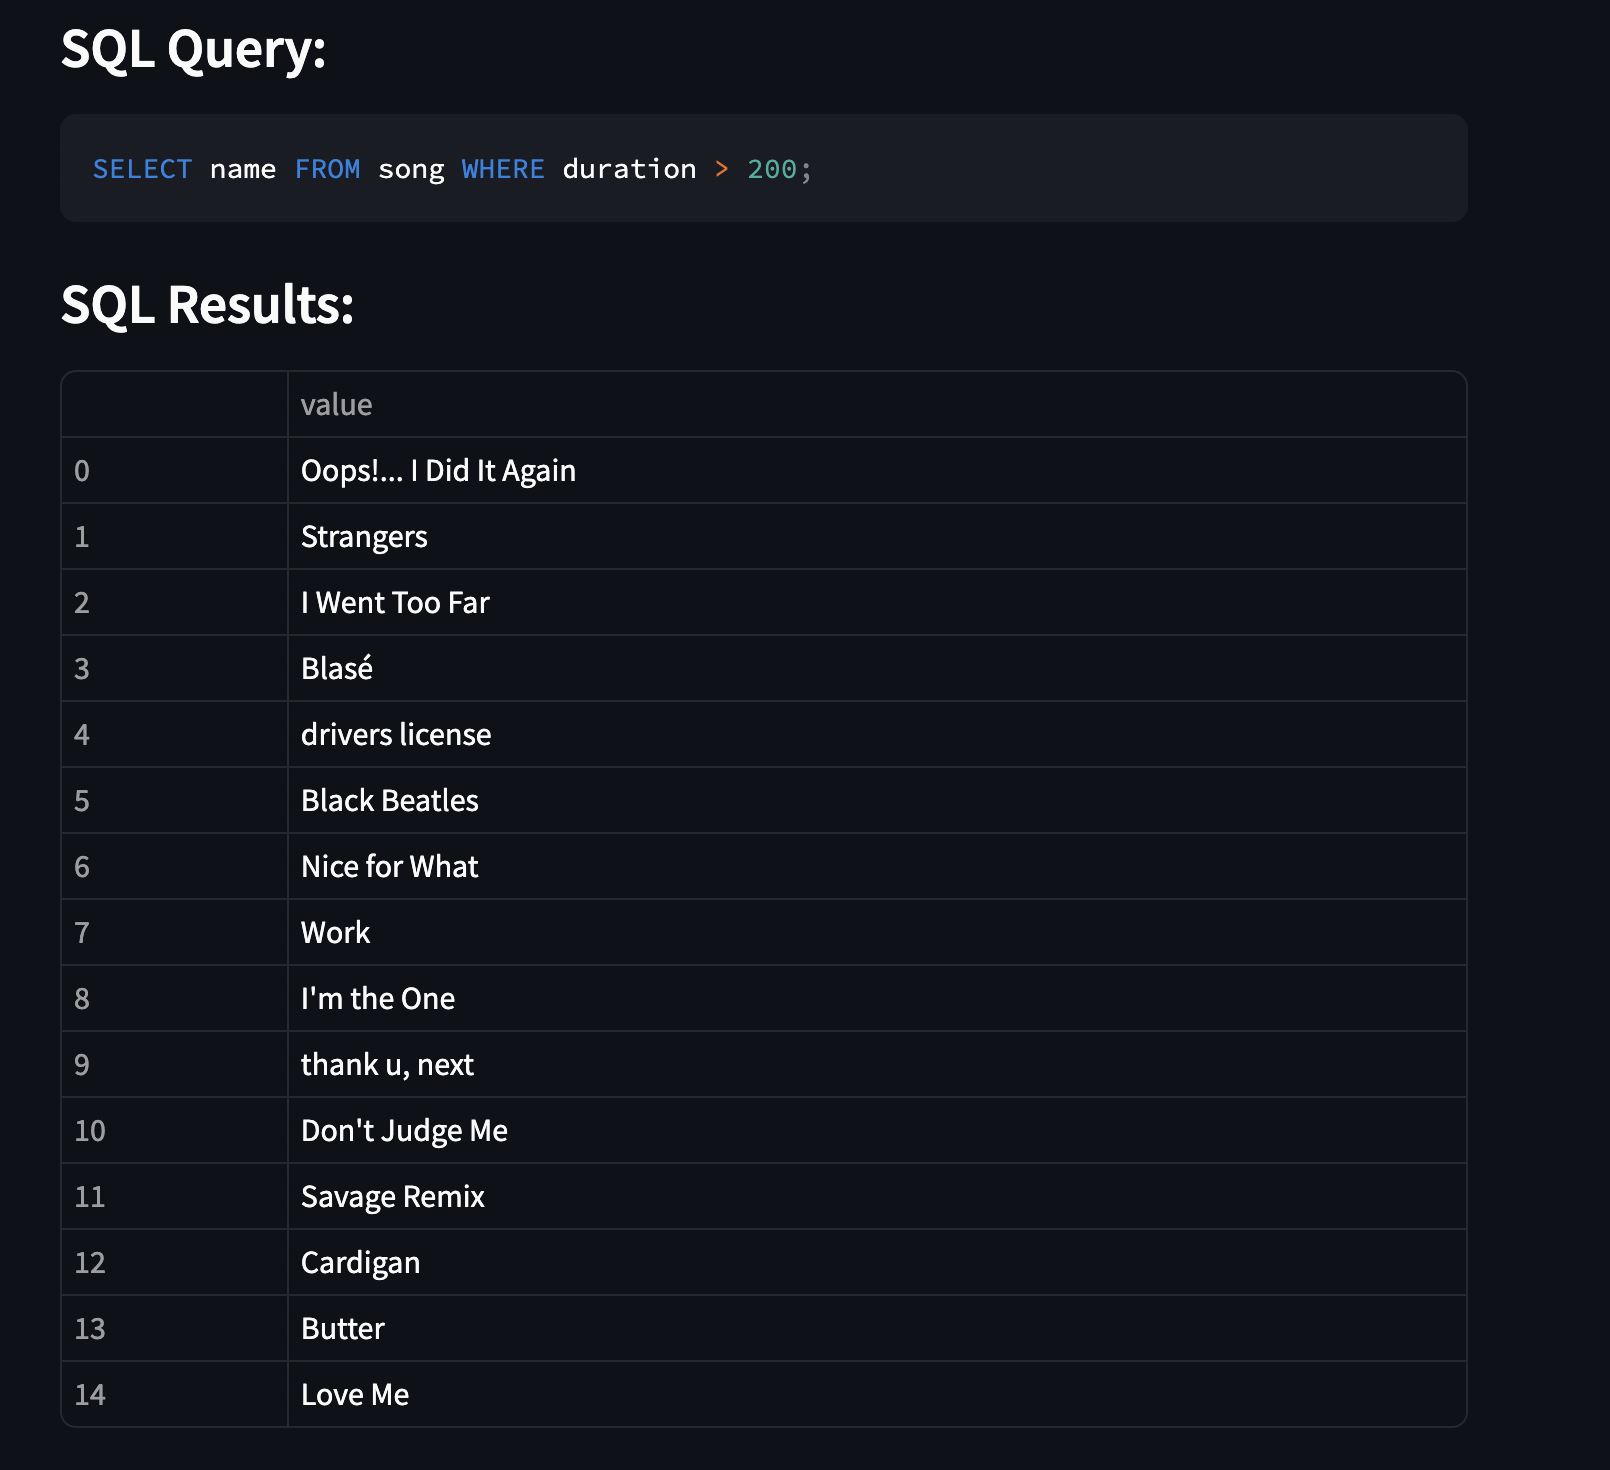 SQL Query:
SELECT name FROM song WHERE duration > 200;
SQL Results:
value
0 Oops!... I Did It Again
1 Strangers
2 I Went Too Far
3 Blasé
4 drivers license
5 Black Beatles
6 Nice for What
7 Work
8 I'm the One
9 thank u, next
10 Don't Judge Me
11 Savage Remix
12 Cardigan
13 Butter
14 Love Me